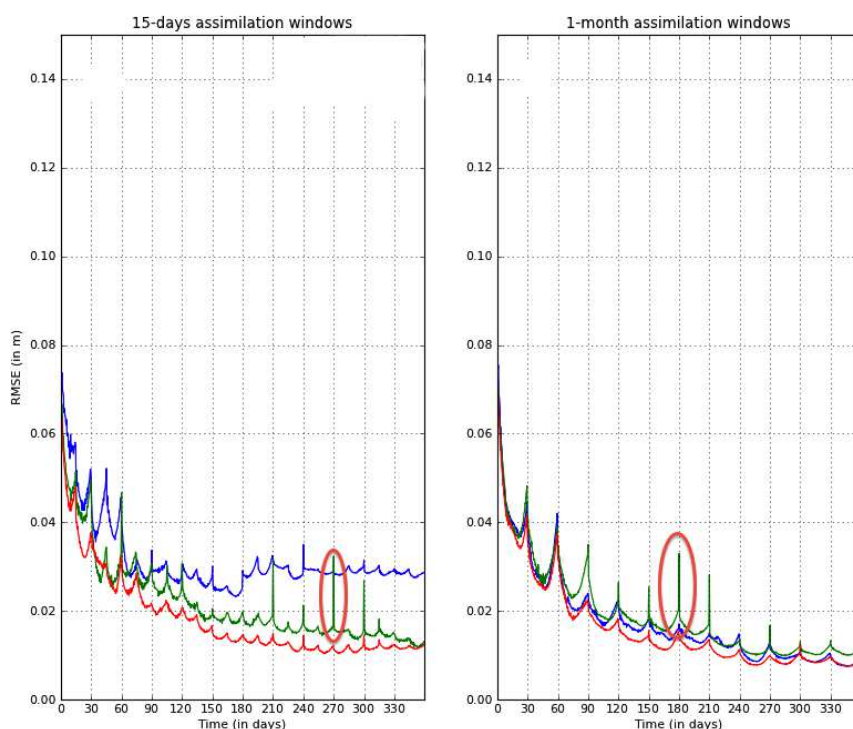 15-days assimilation windows
1-month assimilation windows
0.14
0.12
0.10
0.08
0.06
0.04
0.02
0.00
RMSE (in m)
0 30 60 90 120 150 180 210 240 270 300 330
Time (in days)
0.14
0.12
0.10
0.08
0.06
0.04
0.02
0.00
0 30 60 90 120 150 180 210 240 270 300 330
Time (in days)